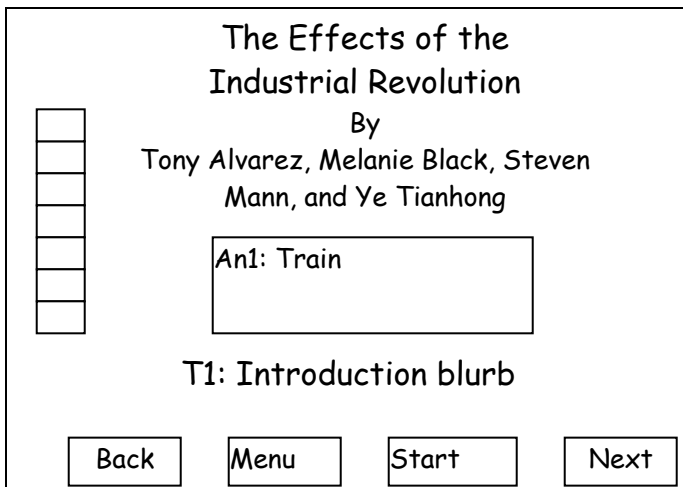 The Effects of the
Industrial Revolution
By
Tony Alvarez, Melanie Black, Steven
Mann, and Ye Tianhong
An1: Train
T1: Introduction blurb
Back
Menu
Start
Next